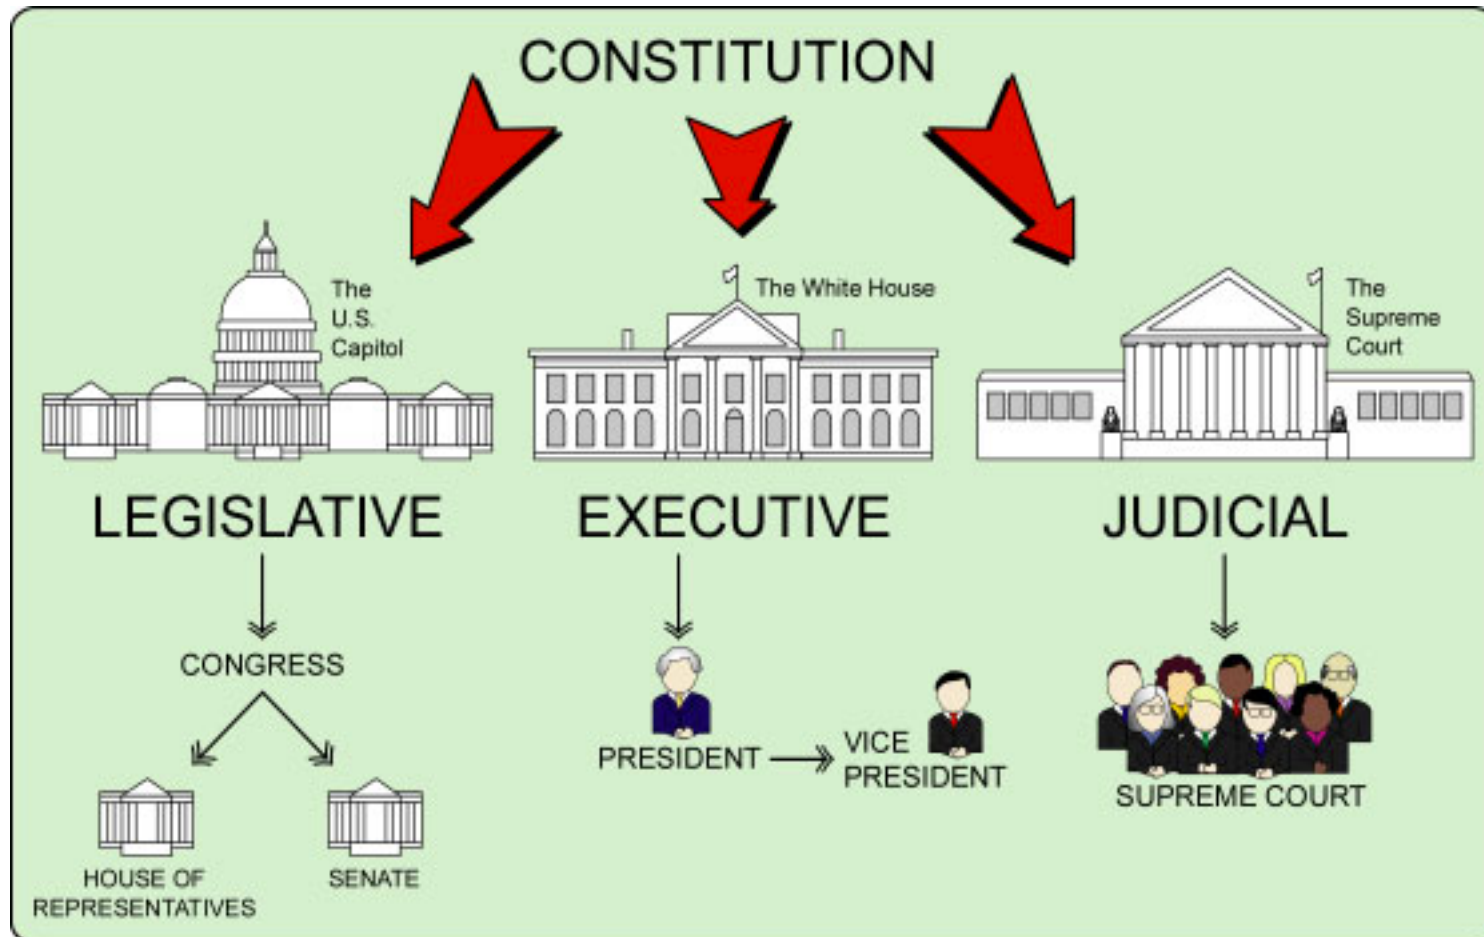 CONSTITUTION
The
U.S.
Capitol
The White House
The
Supreme
Court
LEGISLATIVE
EXECUTIVE
JUDICIAL
CONGRESS
HOUSE OF
REPRESENTATIVES
SENATE
PRESIDENT
VICE
PRESIDENT
SUPREME COURT